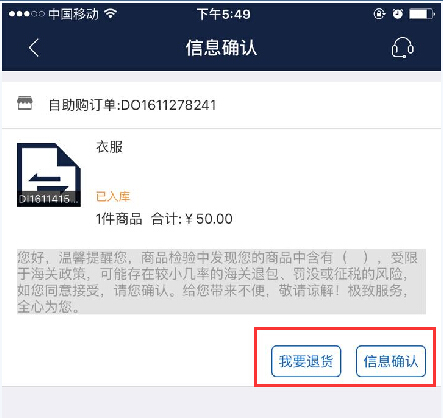 中国移动
下午5:49
信息确认
自助购订单:DO1611278241
衣服
DI1611415...
已入库
1件商品 合计:￥50.00
您好，温馨提醒您，商品检验中发现您的商品中含有（ ），受限
于海关政策，可能存在较小几率的海关退包、罚没或征税的风险，
如您同意接受，请您确认。给您带来不便，敬请谅解！极致服务，
全心为您。
我要退货
信息确认